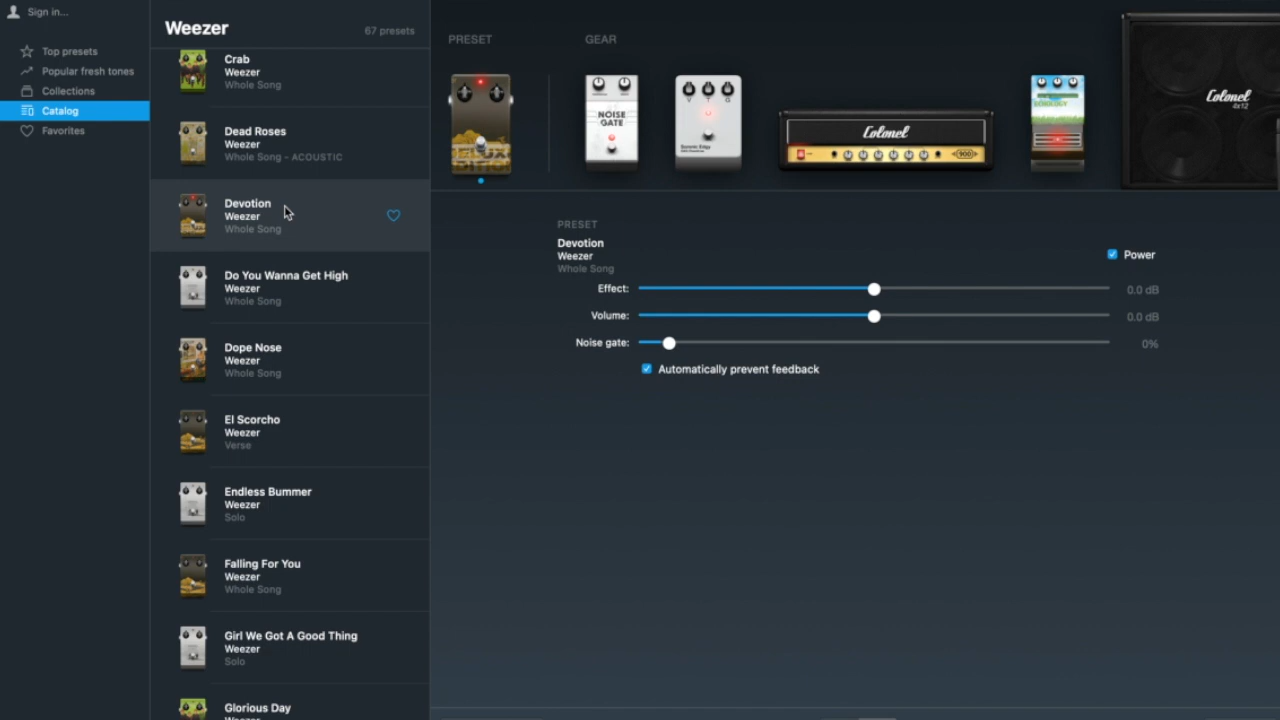 Sign in...
Top presets
Popular fresh tones
Collections
Catalog
Favorites
Weezer
67 presets
Crab
Weezer
Whole Song
Dead Roses
Weezer
Whole Song - ACOUSTIC
Devotion
Weezer
Whole Song
Do You Wanna Get High
Weezer
Whole Song
Dope Nose
Weezer
Whole Song
El Scorcho
Weezer
Verse
Endless Bummer
Weezer
Solo
Falling For You
Weezer
Whole Song
Girl We Got A Good Thing
Weezer
Solo
Glorious Day
Weezer
PRESET
GEAR
NOISE
GATE
Colonel
900
Colonel
4x12
PRESET
Devotion
Weezer
Whole Song
Power
Effect:
0.0 dB
Volume:
0.0 dB
Noise gate:
0%
Automatically prevent feedback